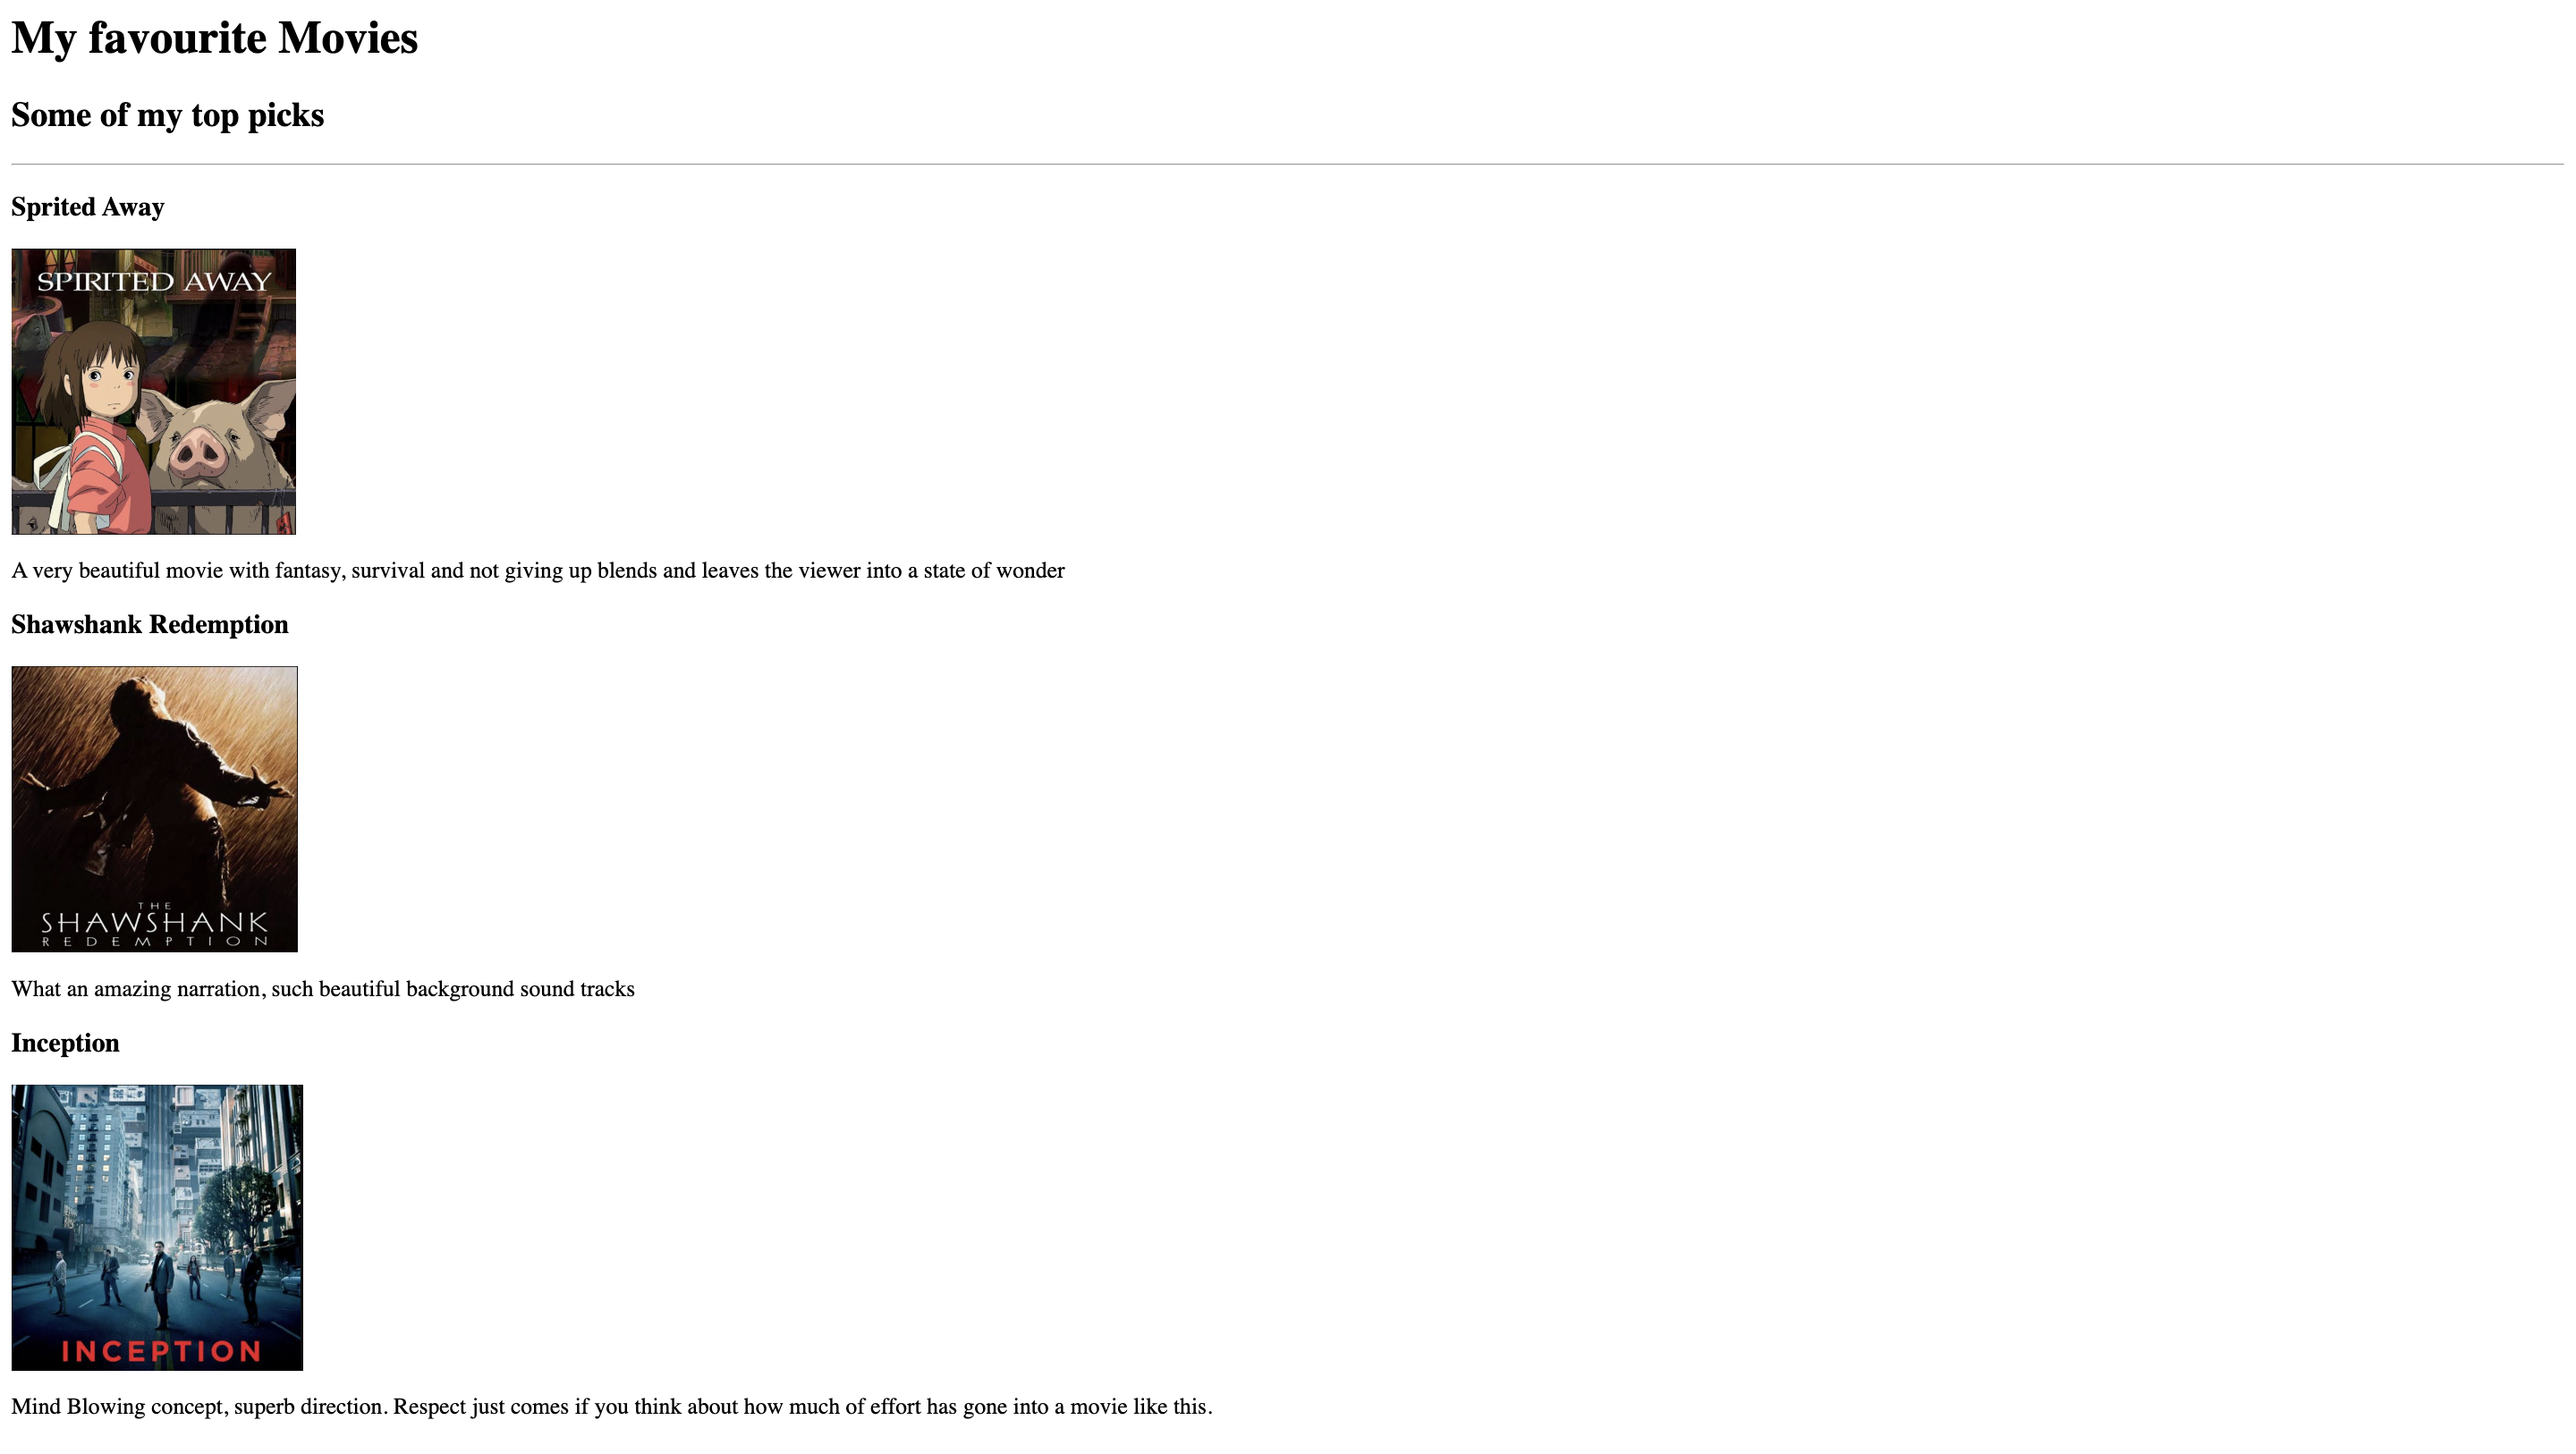 My favourite Movies
Some of my top picks
Sprited Away
SPIRITED AWAY
A very beautiful movie with fantasy, survival and not giving up blends and leaves the viewer into a state of wonder
Shawshank Redemption
THE
SHAWSHANK
REDEMPTION
What an amazing narration, such beautiful background sound tracks
Inception
INCEPTION
Mind Blowing concept, superb direction. Respect just comes if you think about how much of effort has gone into a movie like this.